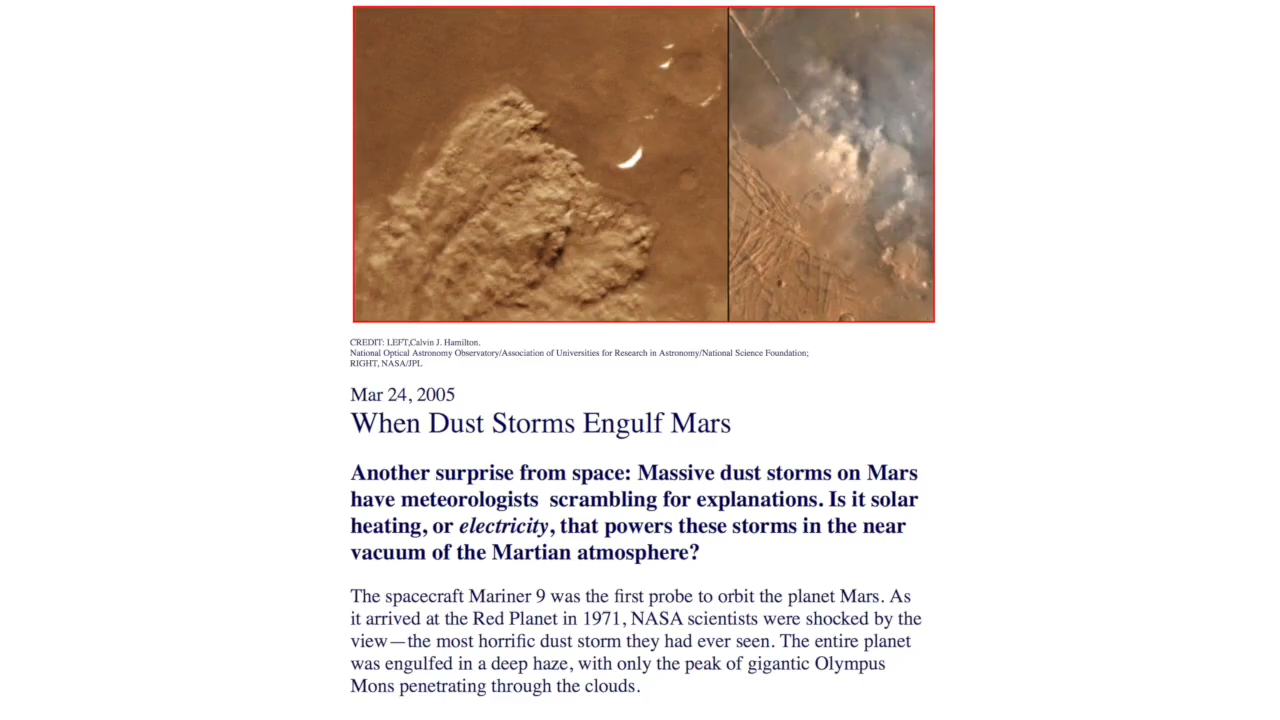 CREDIT: LEFT,Calvin J. Hamilton.
National Optical Astronomy Observatory/Association of Universities for Research in Astronomy/National Science Foundation;
RIGHT, NASA/JPL
Mar 24, 2005
When Dust Storms Engulf Mars
Another surprise from space: Massive dust storms on Mars
have meteorologists scrambling for explanations. Is it solar
heating, or electricity, that powers these storms in the near
vacuum of the Martian atmosphere?
The spacecraft Mariner 9 was the first probe to orbit the planet Mars. As
it arrived at the Red Planet in 1971, NASA scientists were shocked by the
view—the most horrific dust storm they had ever seen. The entire planet
was engulfed in a deep haze, with only the peak of gigantic Olympus
Mons penetrating through the clouds.